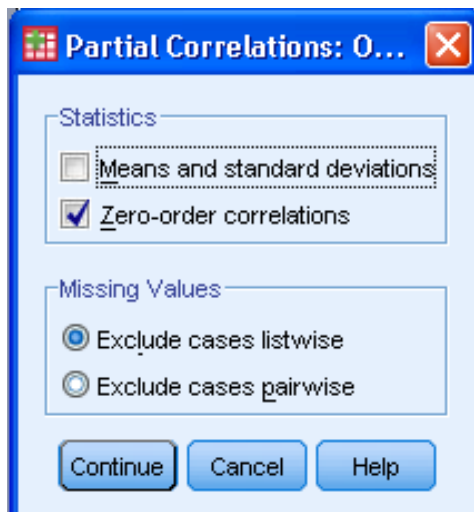 Partial Correlations: O...
Statistics
Means and standard deviations
Zero-order correlations
Missing Values
Exclude cases listwise
Exclude cases pairwise
Continue Cancel Help